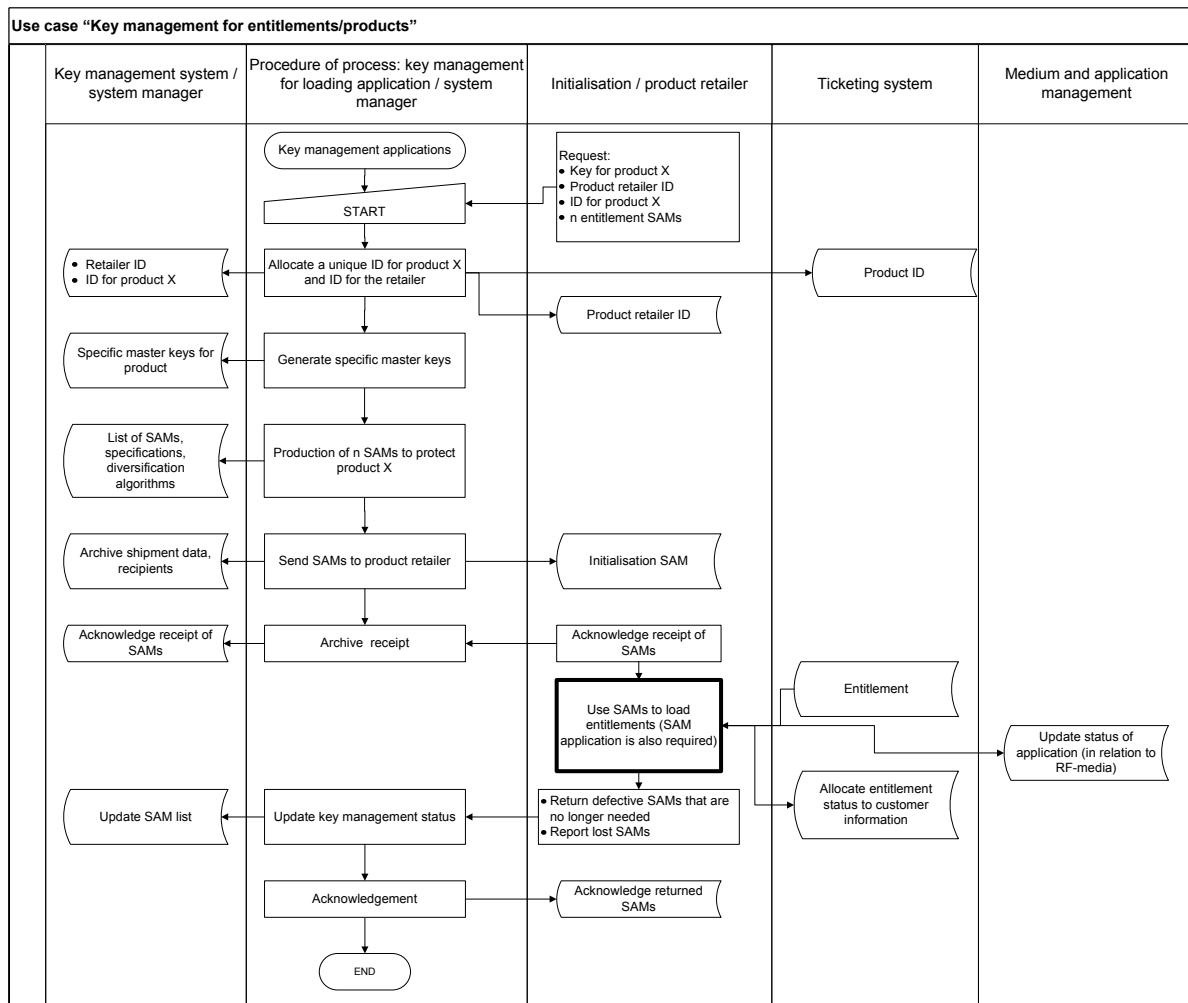 Use case “Key management for entitlements/products”
Key management system /
system manager
Procedure of process: key management
for loading application / system
manager
Initialisation / product retailer
Ticketing system
Medium and application
management
Key management applications
Request:
• Key for product X
• Product retailer ID
• ID for product X
• n entitlement SAMs
START
• Retailer ID
• ID for product X
Allocate a unique ID for product X
and ID for the retailer
Product ID
Product retailer ID
Specific master keys for
product
Generate specific master keys
List of SAMs,
specifications,
diversification
algorithms
Production of n SAMs to protect
product X
Archive shipment data,
recipients
Send SAMs to product retailer
Initialisation SAM
Acknowledge receipt of
SAMs
Archive receipt
Acknowledge receipt of
SAMs
Entitlement
Use SAMs to load
entitlements (SAM
application is also required)
Update status of
application (in relation to
RF-media)
Allocate entitlement
status to customer
information
Update SAM list
Update key management status
• Return defective SAMs that are
no longer needed
• Report lost SAMs
Acknowledgement
Acknowledge returned
SAMs
END